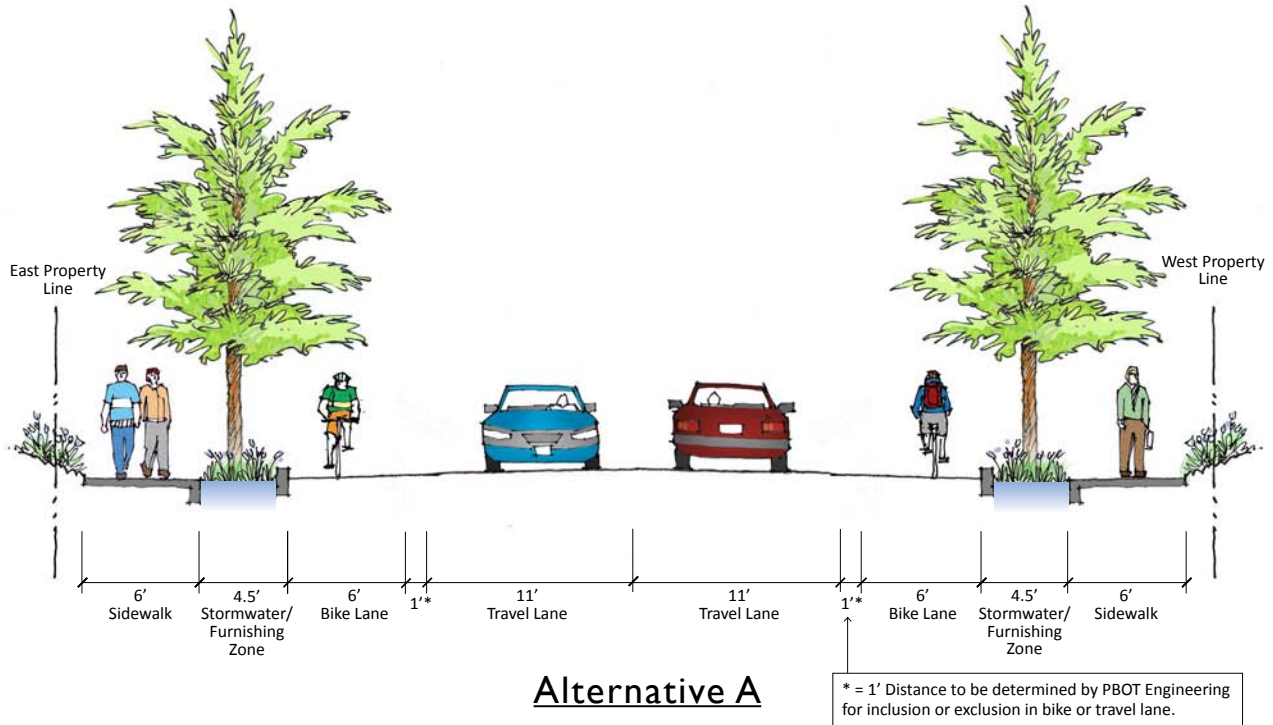 East Property
Line
West Property
Line
6’
Sidewalk
4.5’
Stormwater/
Furnishing
Zone
6’
Bike Lane
1’*
11’
Travel Lane
11’
Travel Lane
1’*
6’
Bike Lane
4.5’
Stormwater/
Furnishing
Zone
6’
Sidewalk
Alternative A
* = 1’ Distance to be determined by PBOT Engineering
for inclusion or exclusion in bike or travel lane.